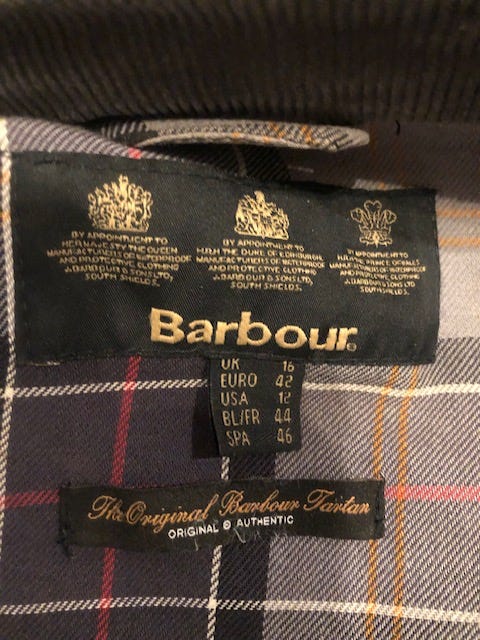 BY APPOINTMENT TO
HER MAJESTY THE QUEEN
MANUFACTURERS OF WATERPROOF
AND PROTECTIVE CLOTHING
J. BARBOUR & SONS LTD.
SOUTH SHIELDS.
BY APPOINTMENT TO
H.R.H. THE DUKE OF EDINBURGH
MANUFACTURERS OF WATERPROOF
AND PROTECTIVE CLOTHING
J. BARBOUR & SONS LTD.
SOUTH SHIELDS.
BY APPOINTMENT TO
H.R.H. THE PRINCE OF WALES
MANUFACTURERS OF WATERPROOF
AND PROTECTIVE CLOTHING
J. BARBOUR & SONS LTD.
SOUTH SHIELDS.
Barbour®
UK 16
EURO 42
USA 12
BL/FR 44
SPA 46
The Original Barbour Tartan
ORIGINAL & AUTHENTIC